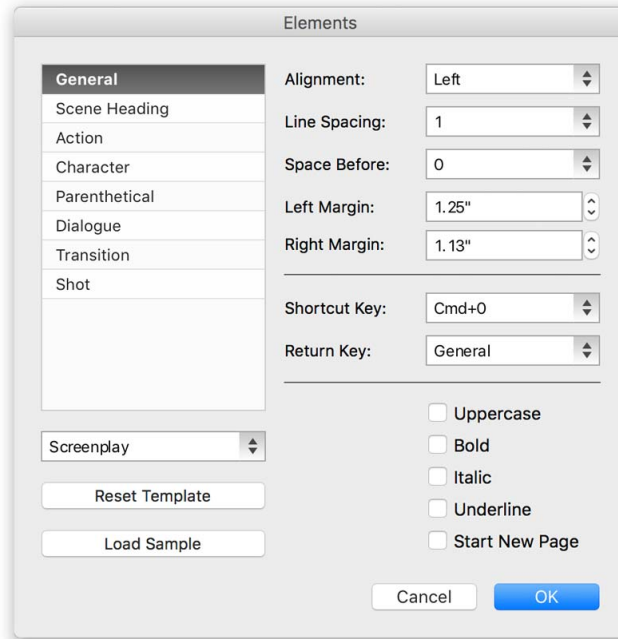 Elements
General
Scene Heading
Action
Character
Parenthetical
Dialogue
Transition
Shot
Screenplay
Reset Template
Load Sample
Alignment: Left
Line Spacing: 1
Space Before: 0
Left Margin: 1.25"
Right Margin: 1.13"
Shortcut Key: Cmd+0
Return Key: General
Uppercase
Bold
Italic
Underline
Start New Page
Cancel OK